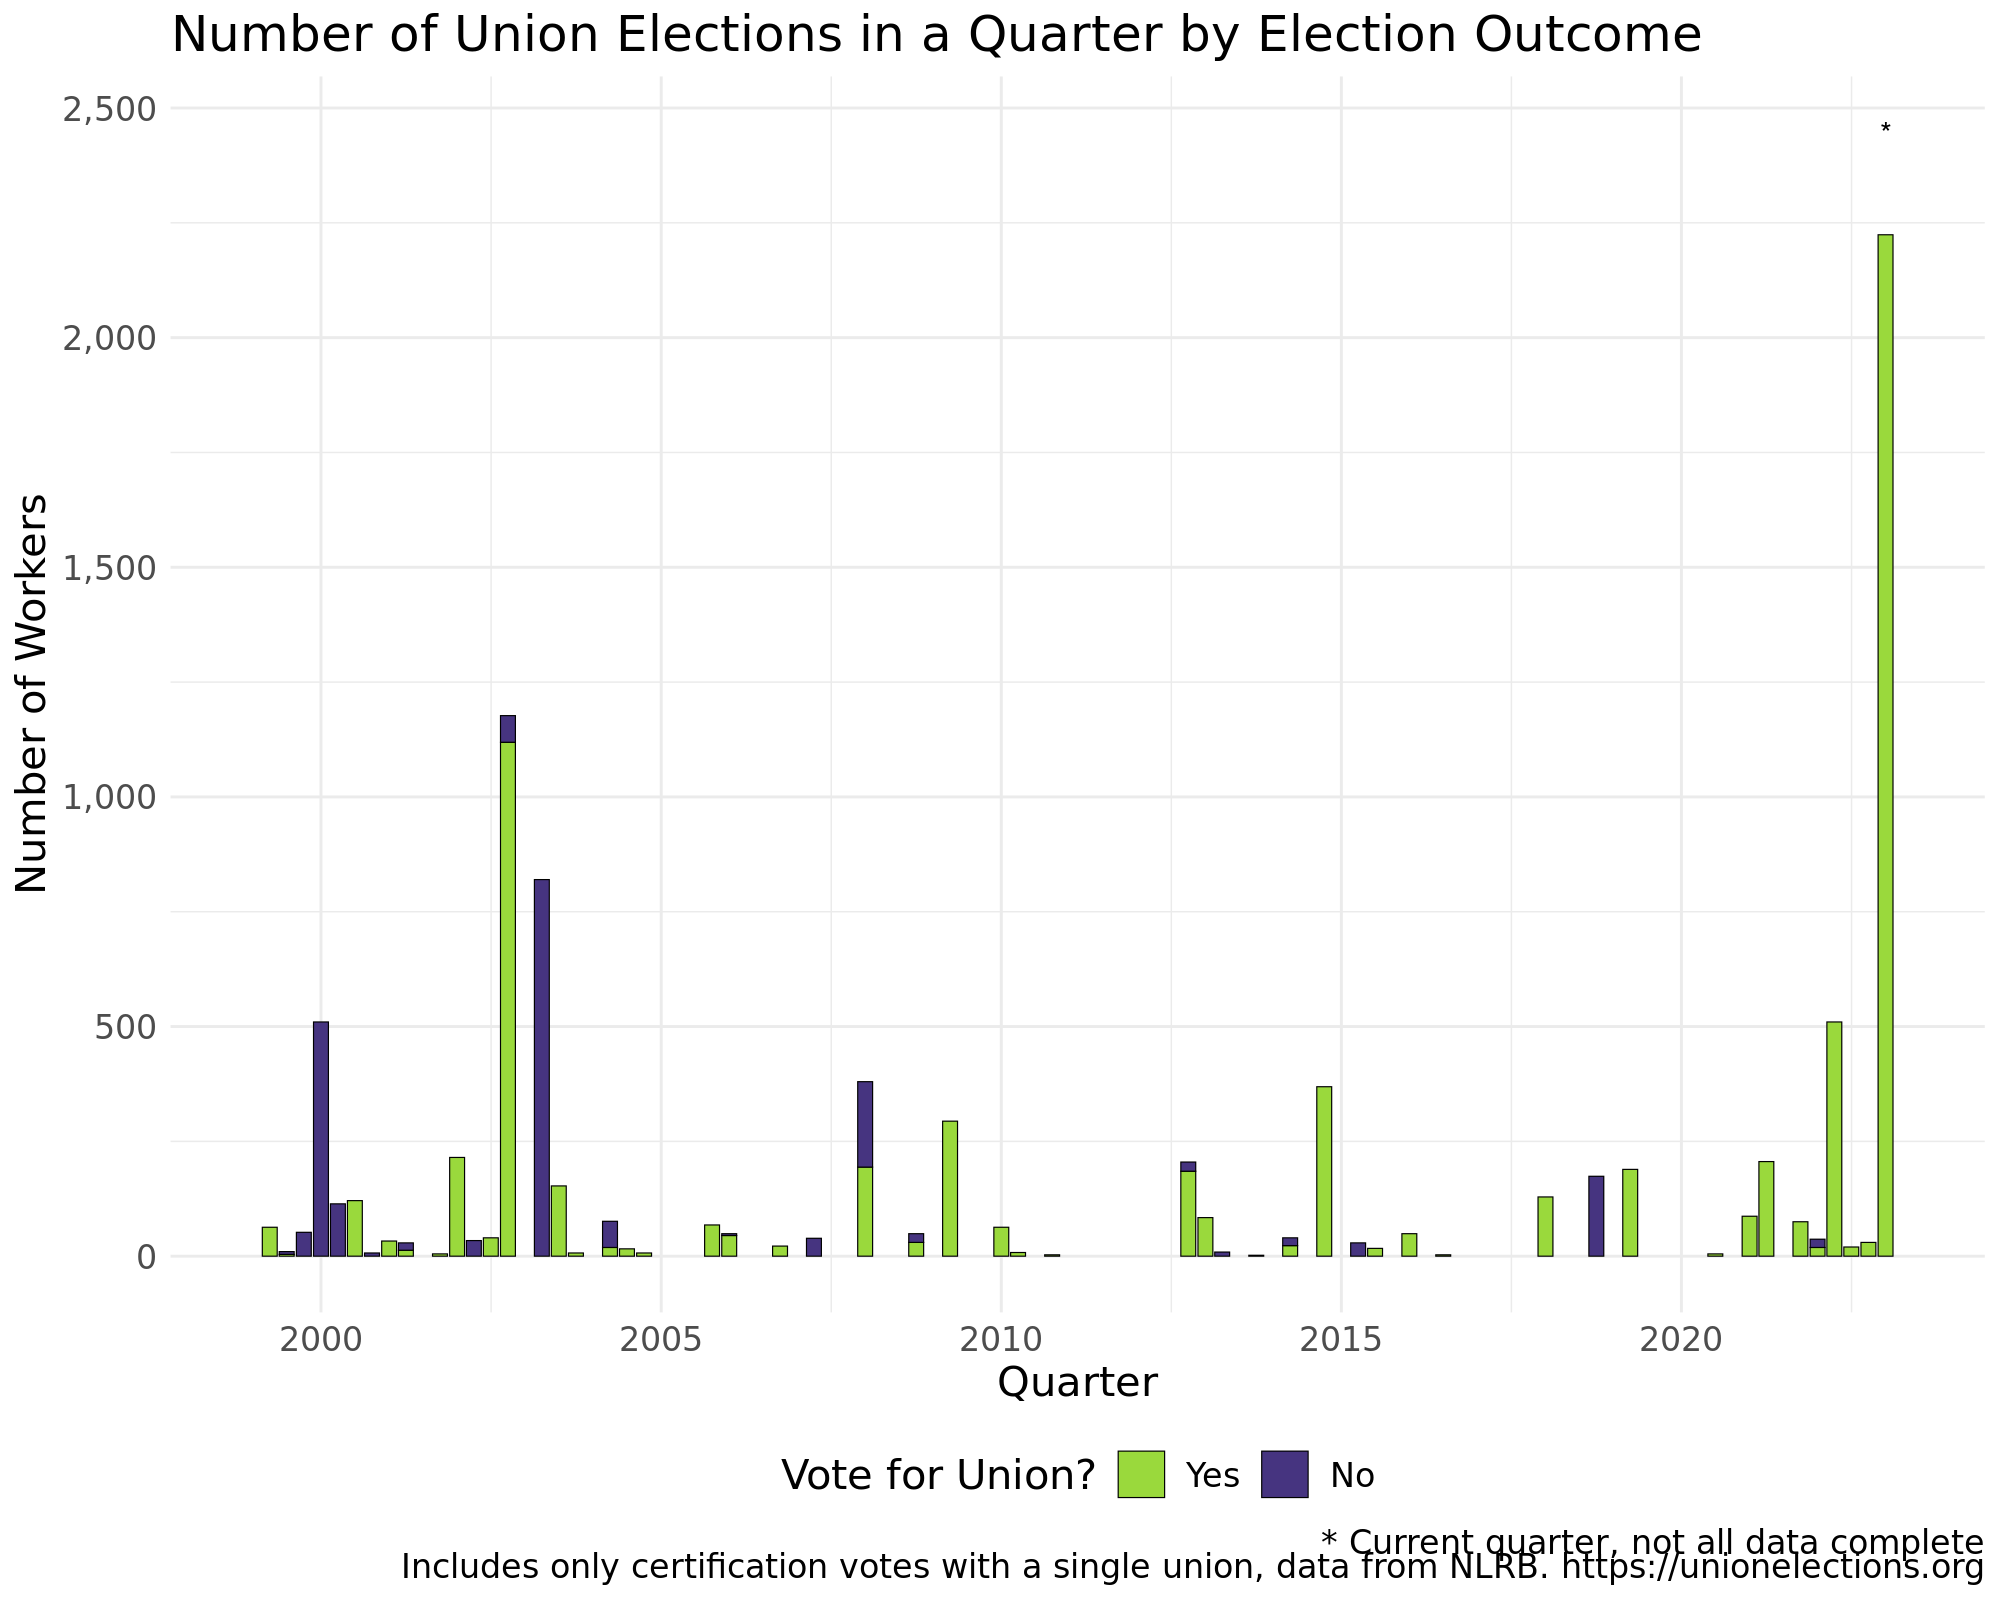 Number of Union Elections in a Quarter by Election Outcome
2,500
*
2,000
1,500
1,000
500
0
Number of Workers
2000 2005 2010 2015 2020
Quarter
Vote for Union? Yes No
* Current quarter, not all data complete
Includes only certification votes with a single union, data from NLRB. https://unionelections.org